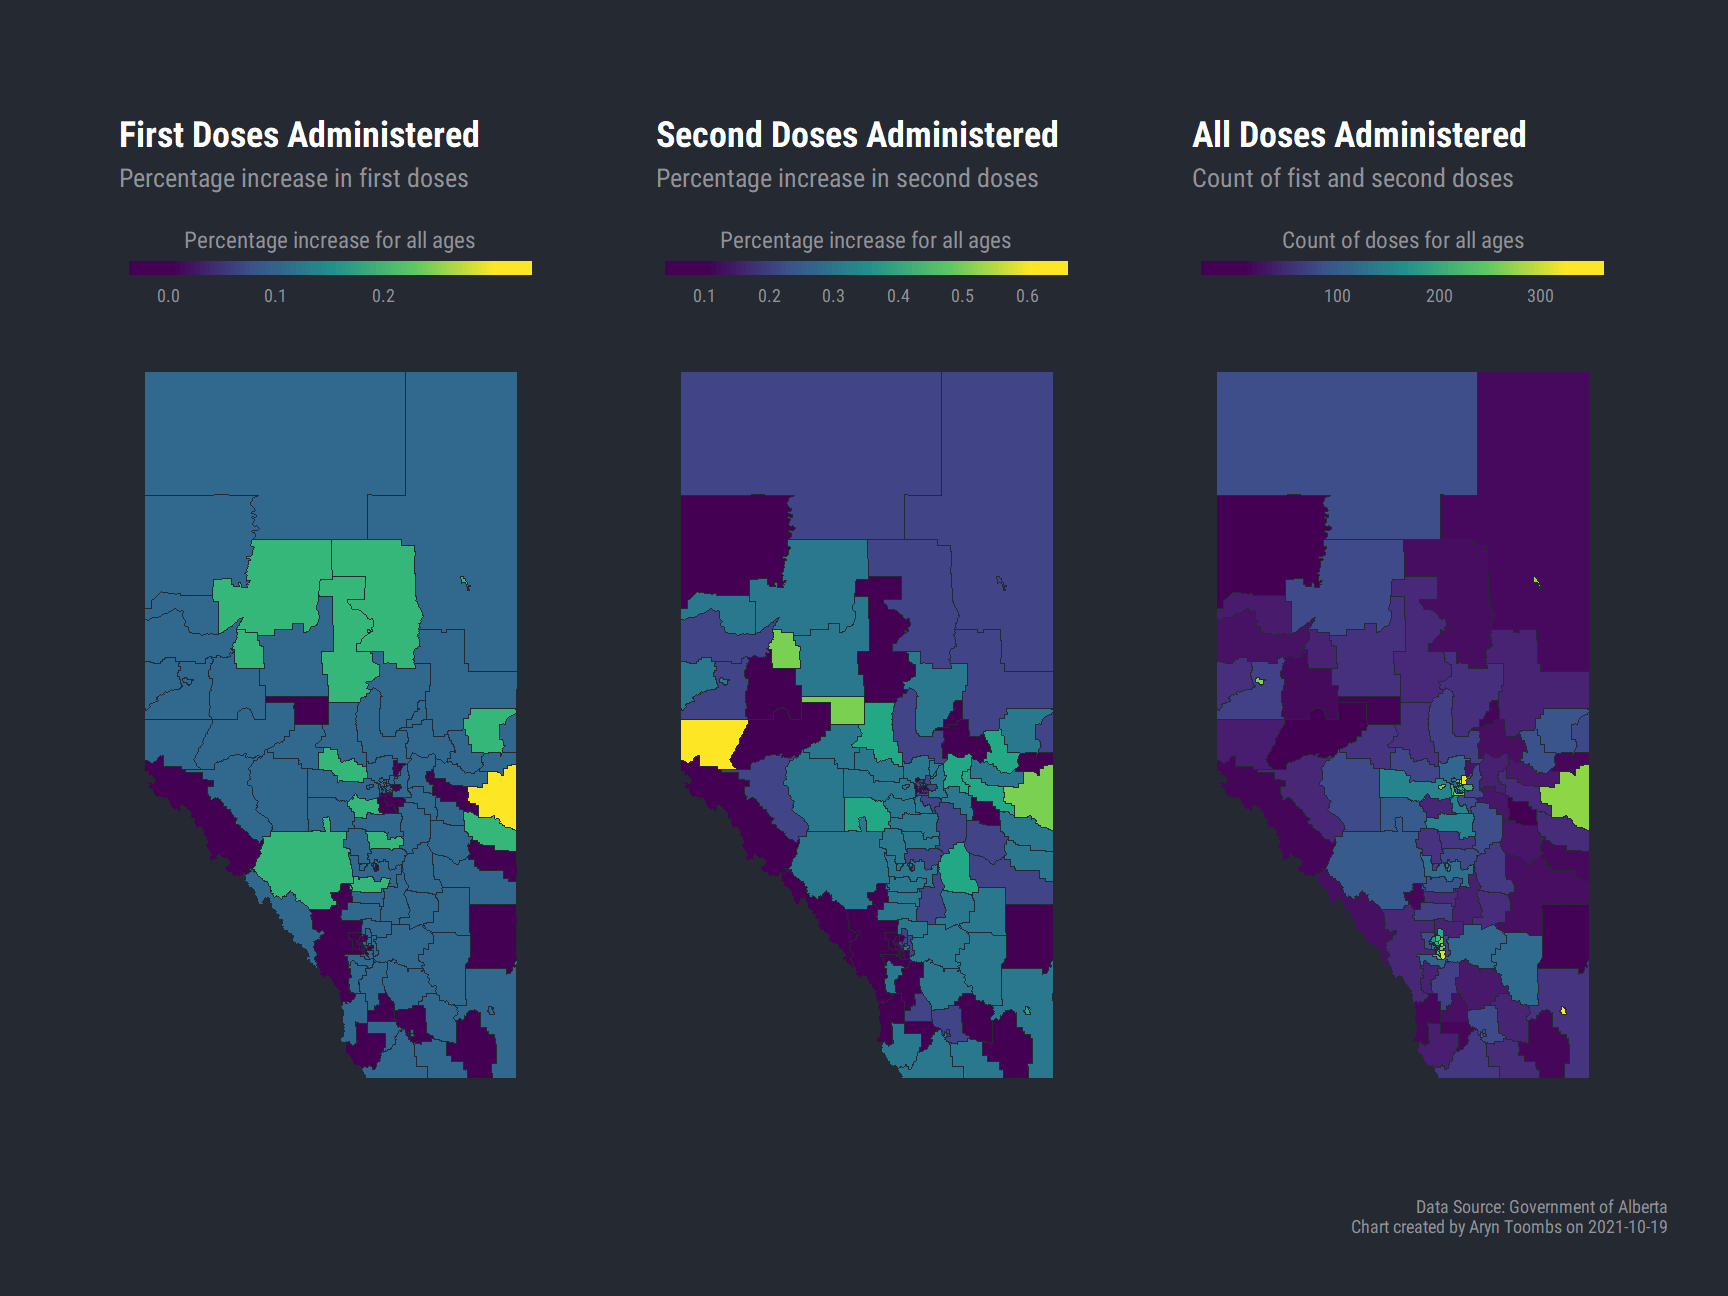 First Doses Administered
Percentage increase in first doses
Percentage increase for all ages
0.0 0.1 0.2
Second Doses Administered
Percentage increase in second doses
Percentage increase for all ages
0.1 0.2 0.3 0.4 0.5 0.6
All Doses Administered
Count of fist and second doses
Count of doses for all ages
100 200 300
Data Source: Government of Alberta
Chart created by Aryn Toombs on 2021-10-19